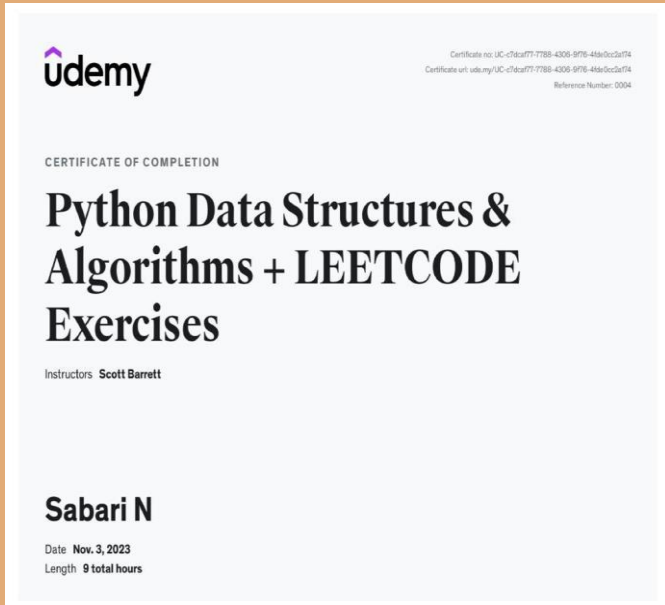 udemy
Certificate no: UC-c7dcaf77-7788-4306-9f76-4fde0cc2a174
Certificate url: ude.my/UC-c7dcaf77-7788-4306-9f76-4fde0cc2a174
Reference Number: 0004
CERTIFICATE OF COMPLETION
Python Data Structures &
Algorithms + LEETCODE
Exercises
Instructors Scott Barrett
Sabari N
Date Nov. 3, 2023
Length 9 total hours